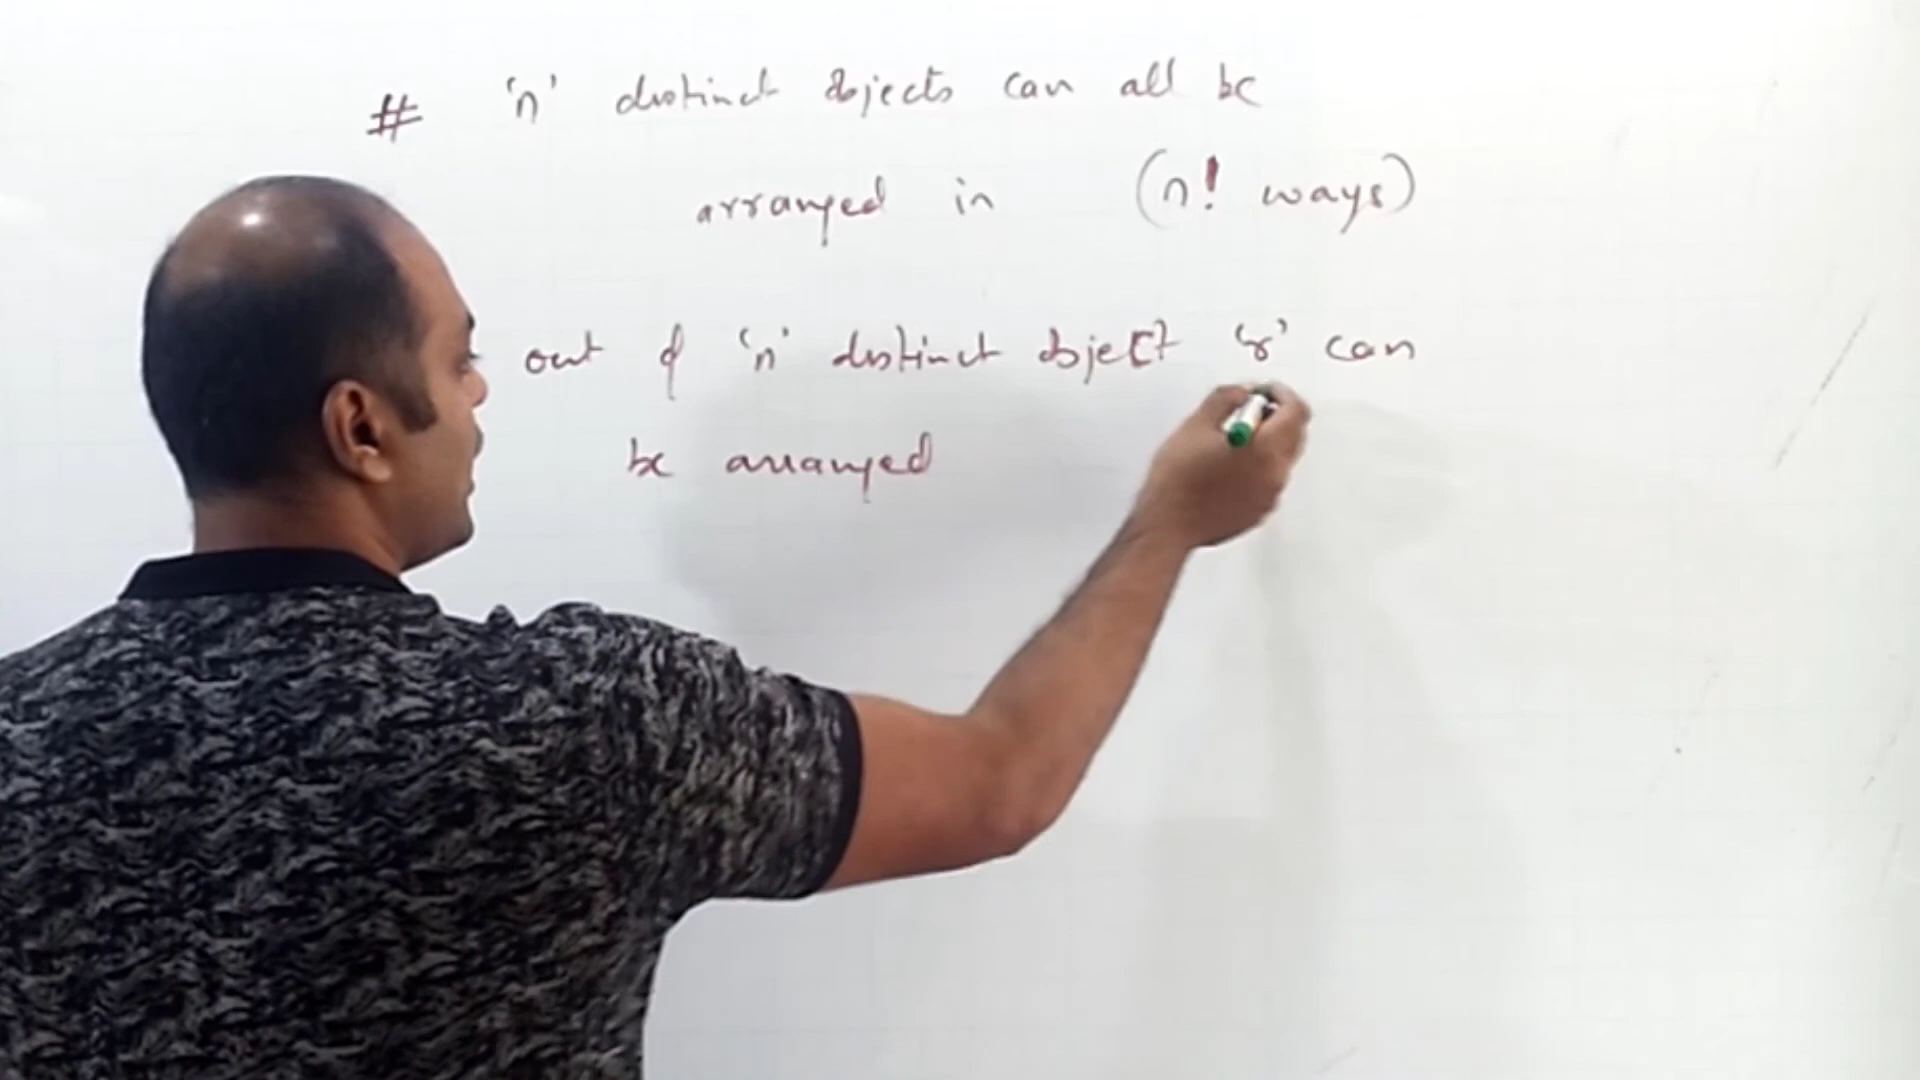 # 'n' distinct objects can all be
arranged in (n! ways)
out of 'n' distinct object 'r' can
be arranged